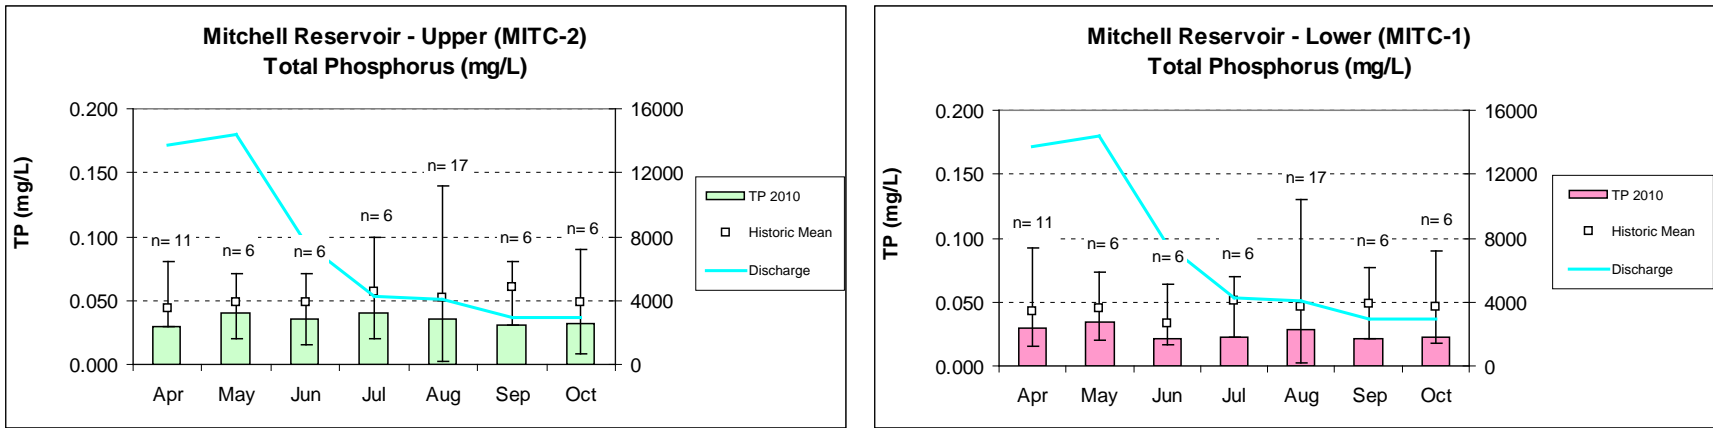 Mitchell Reservoir - Upper (MITC-2)
Total Phosphorus (mg/L)
TP (mg/L)
0.200
0.150
0.100
0.050
0.000
16000
12000
8000
4000
0
n= 11
n= 6
n= 6
n= 6
n= 17
n= 6
n= 6
Apr May Jun Jul Aug Sep Oct
TP 2010
Historic Mean
Discharge
Mitchell Reservoir - Lower (MITC-1)
Total Phosphorus (mg/L)
TP (mg/L)
0.200
0.150
0.100
0.050
0.000
16000
12000
8000
4000
0
n= 11
n= 6
n= 6
n= 6
n= 17
n= 6
n= 6
Apr May Jun Jul Aug Sep Oct
TP 2010
Historic Mean
Discharge